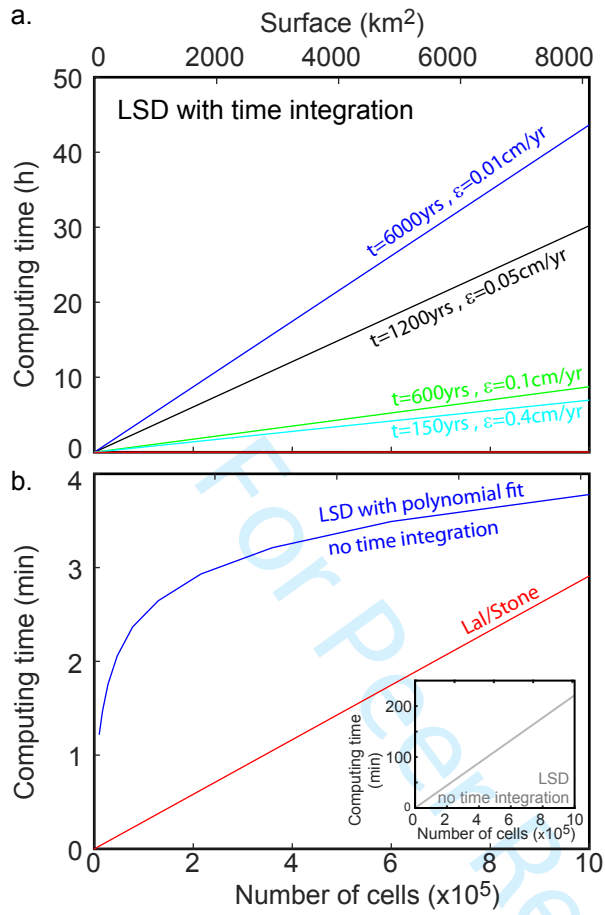 a.
Surface (km2)
0 2000 4000 6000 8000
50
40
30
20
10
0
Computing time (h)
LSD with time integration
t=6000yrs , ε=0.01cm/yr
t=1200yrs , ε=0.05cm/yr
t=600yrs , ε=0.1cm/yr
t=150yrs , ε=0.4cm/yr
b.
4
3
2
1
0
Computing time (min)
LSD with polynomial fit
no time integration
Lal/Stone
200
100
0
Computing time
(min)
LSD
no time integration
0 2 4 6 8 10
Number of cells (x105)
0 2 4 6 8 10
Number of cells (x105)
For Peer Re